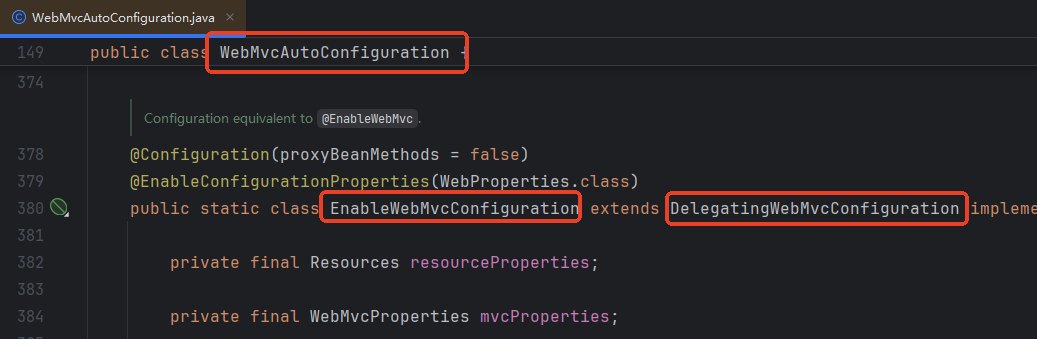 WebMvcAutoConfiguration.java ×
149 public class WebMvcAutoConfiguration {
374
Configuration equivalent to @EnableWebMvc.
378 @Configuration(proxyBeanMethods = false)
379 @EnableConfigurationProperties(WebProperties.class)
380 public static class EnableWebMvcConfiguration extends DelegatingWebMvcConfiguration impleme
381
382 private final Resources resourceProperties;
383
384 private final WebMvcProperties mvcProperties;